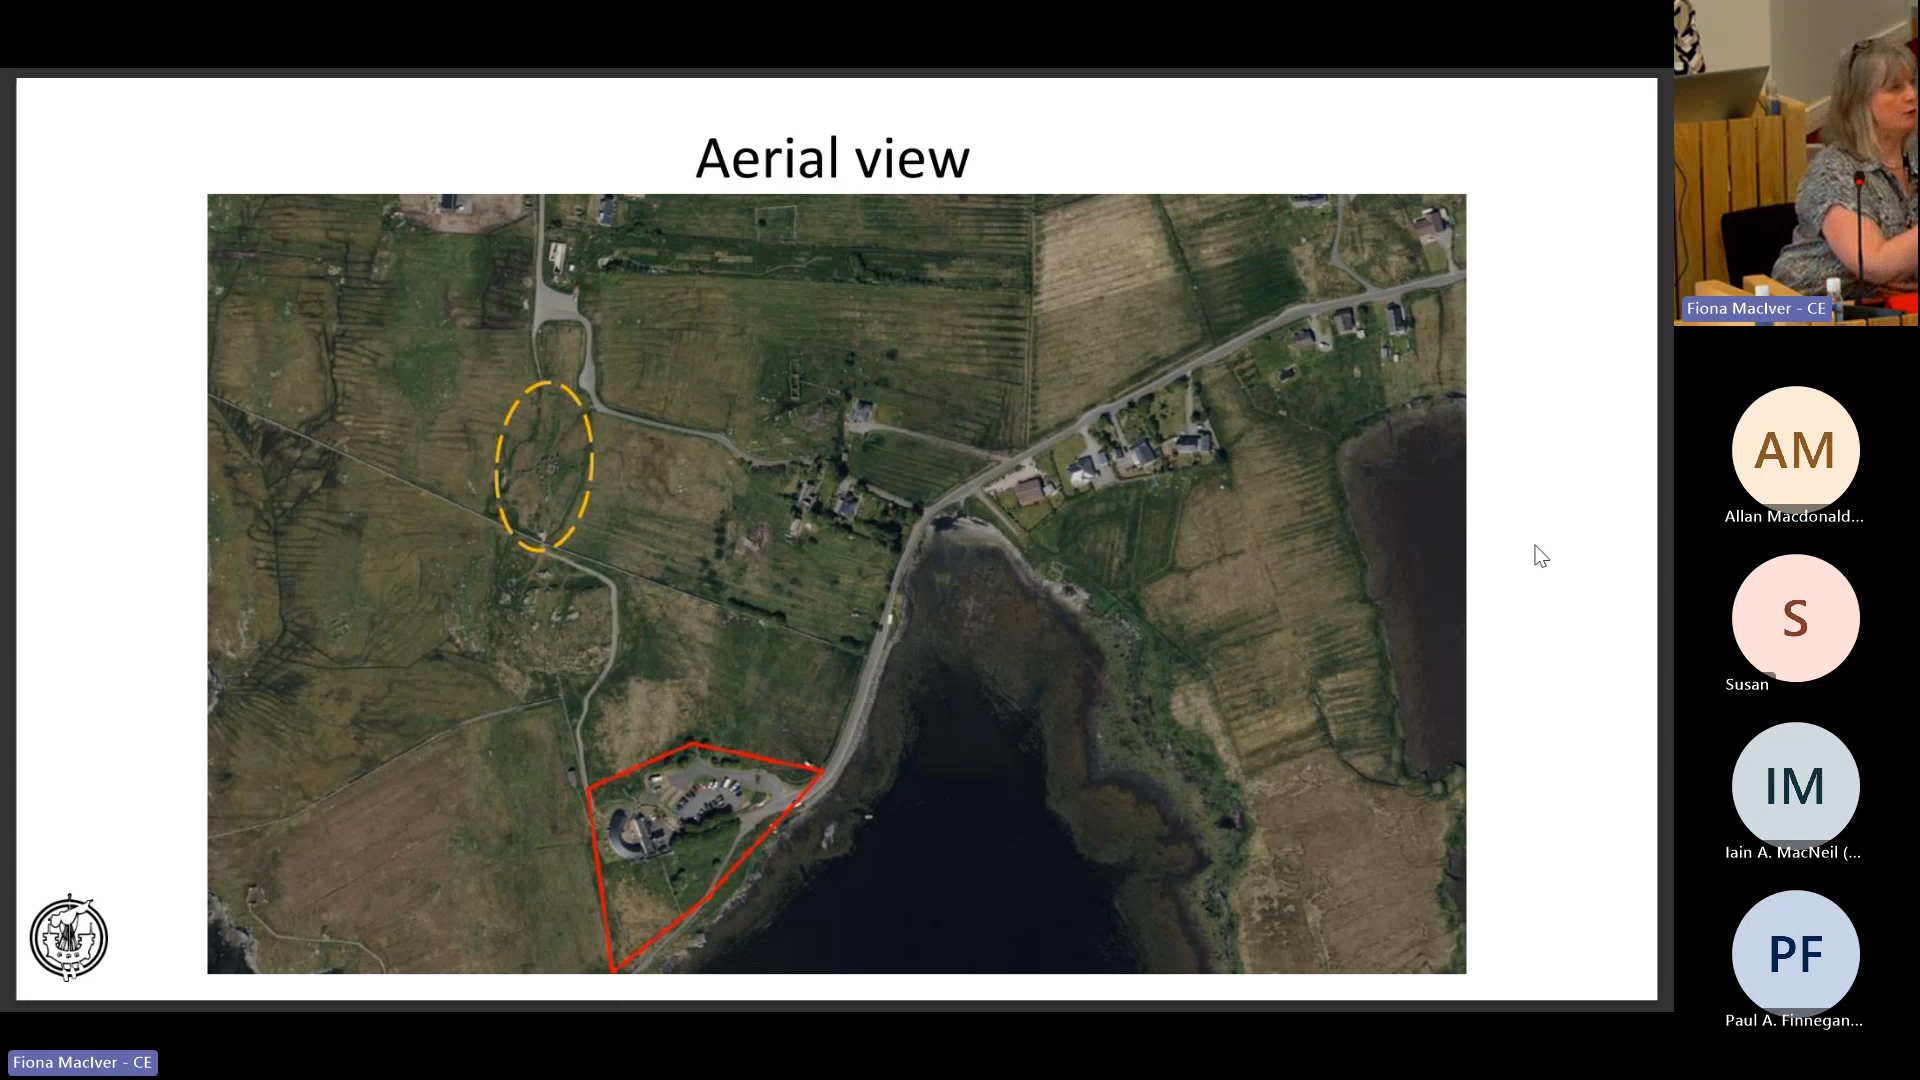 Aerial view
Fiona MacIver - CE
AM
Allan Macdonald...
S
Susan
IM
Iain A. MacNeil (...
PF
Paul A. Finnegan...
Fiona MacIver - CE